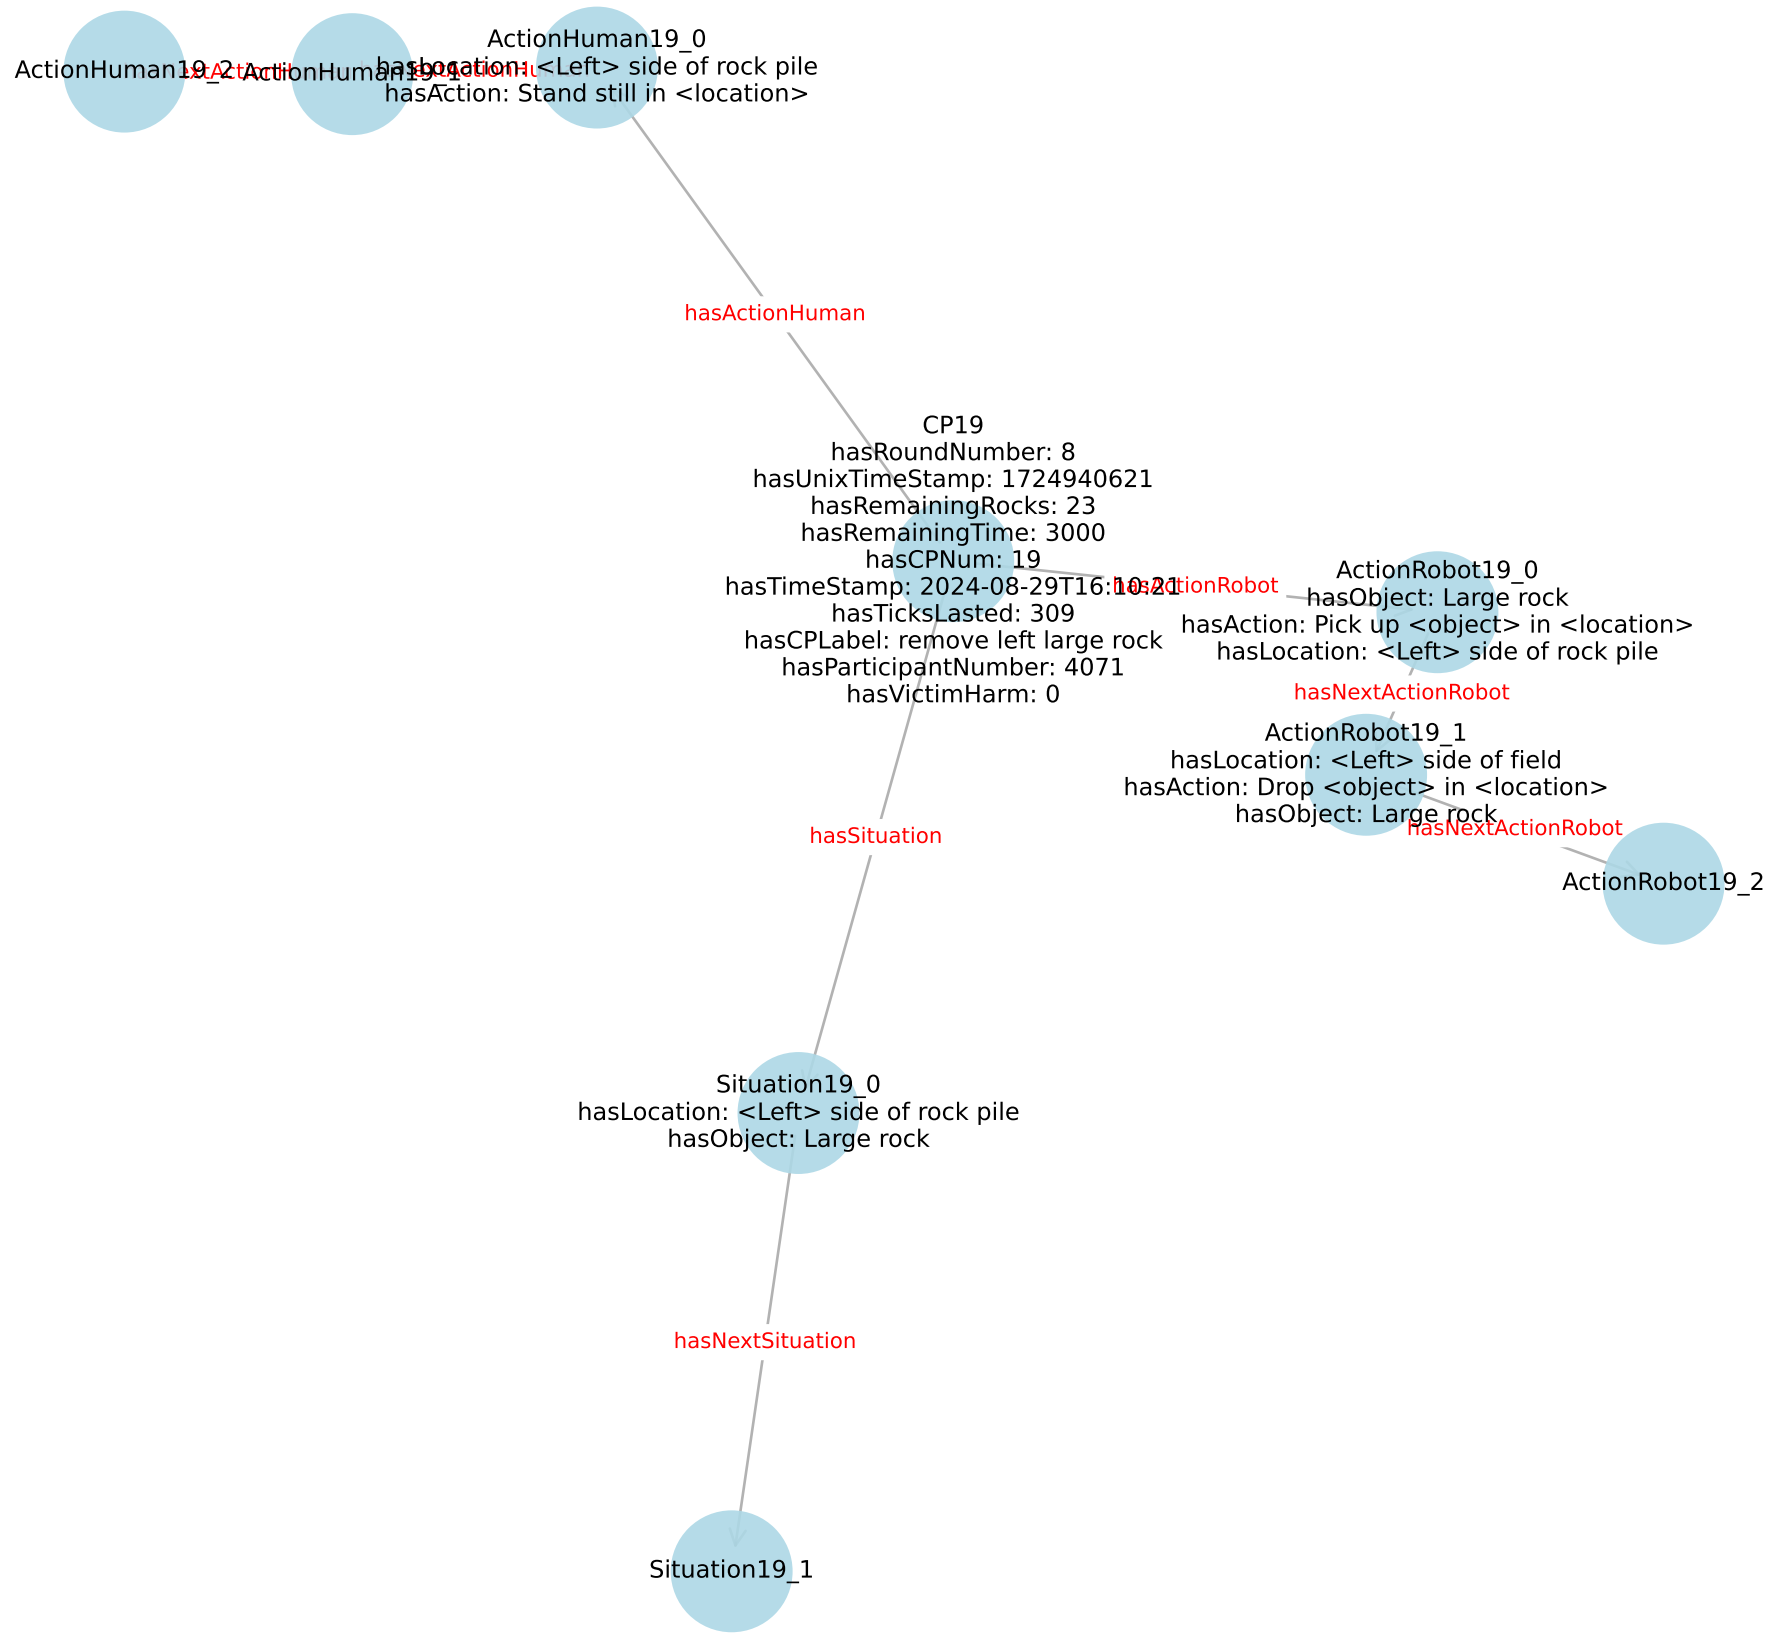 ActionHuman19_0
hasLocation: <Left> side of rock pile
hasAction: Stand still in <location>
ActionHuman19_2
ActionHuman19_1
hasActionHuman
CP19
hasRoundNumber: 8
hasUnixTimeStamp: 1724940621
hasRemainingRocks: 23
hasRemainingTime: 3000
hasCPNum: 19
hasTimeStamp: 2024-08-29T16:10:21
hasTicksLasted: 309
hasCPLabel: remove left large rock
hasParticipantNumber: 4071
hasVictimHarm: 0
hasActionRobot
ActionRobot19_0
hasObject: Large rock
hasAction: Pick up <object> in <location>
hasLocation: <Left> side of rock pile
hasNextActionRobot
ActionRobot19_1
hasLocation: <Left> side of field
hasAction: Drop <object> in <location>
hasObject: Large rock
hasNextActionRobot
ActionRobot19_2
hasSituation
Situation19_0
hasLocation: <Left> side of rock pile
hasObject: Large rock
hasNextSituation
Situation19_1